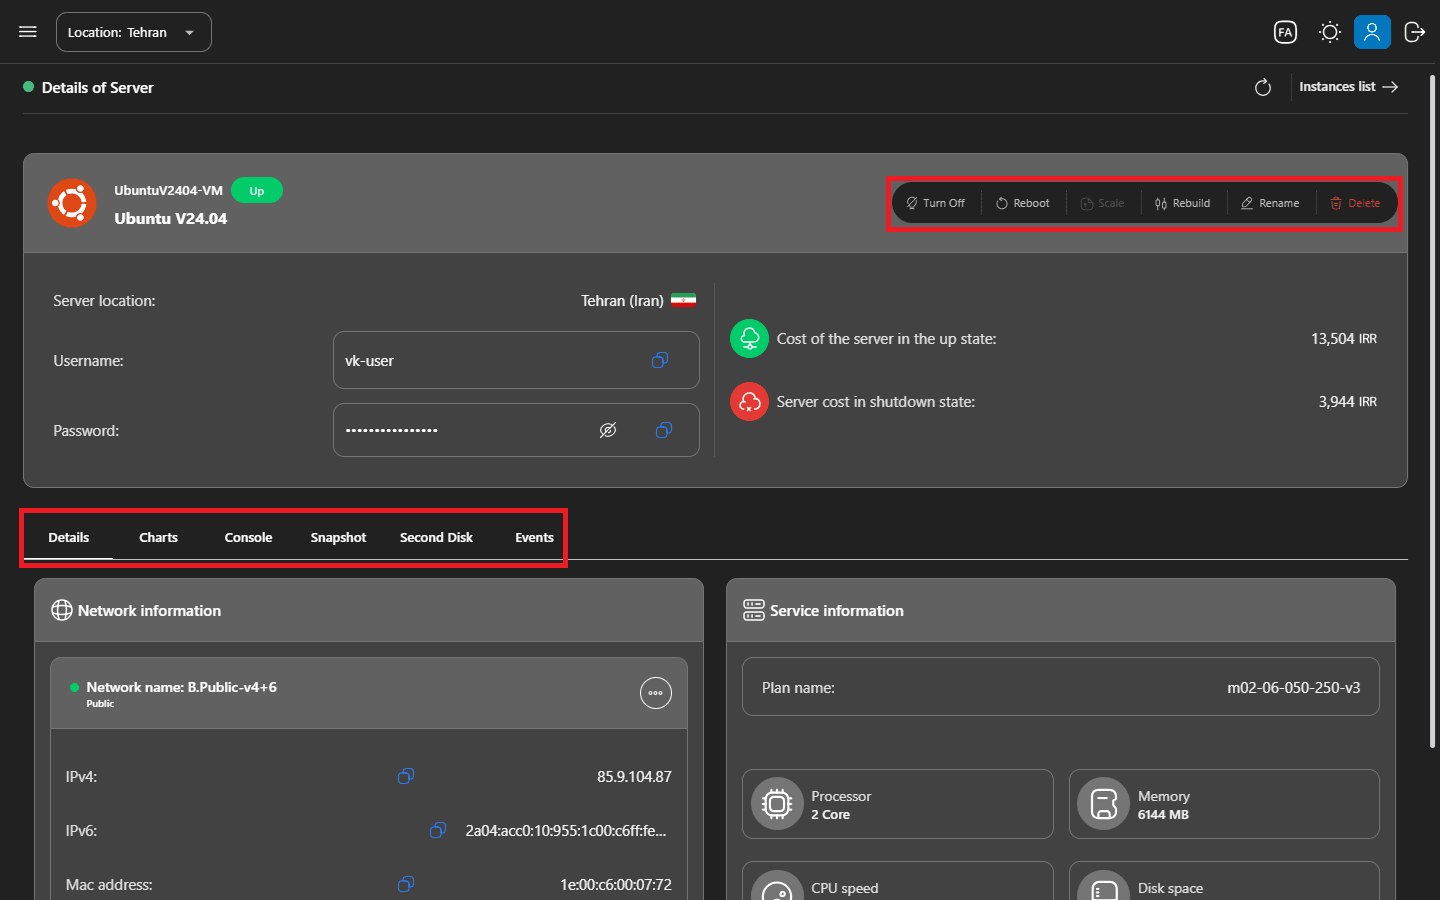 Location: Tehran
FA
Details of Server
Instances list
UbuntuV2404-VM
Up
Ubuntu V24.04
Turn Off
Reboot
Scale
Rebuild
Rename
Delete
Server location:
Tehran (Iran)
Username:
vk-user
Password:
••••••••••••••••
Cost of the server in the up state:
13,504 IRR
Server cost in shutdown state:
3,944 IRR
Details
Charts
Console
Snapshot
Second Disk
Events
Network information
Network name: B.Public-v4+6
Public
IPv4:
85.9.104.87
IPv6:
2a04:acc0:10:955:1c00:c6ff:fe...
Mac address:
1e:00:c6:00:07:72
Service information
Plan name:
m02-06-050-250-v3
Processor
2 Core
Memory
6144 MB
CPU speed
Disk space